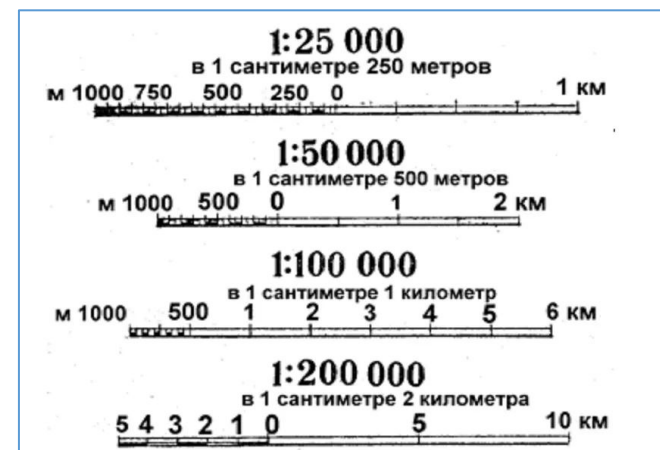 1:25 000
в 1 сантиметре 250 метров
м 1000 750 500 250 0 1 км
1:50 000
в 1 сантиметре 500 метров
м 1000 500 0 1 2 км
1:100 000
в 1 сантиметре 1 километр
м 1000 500 1 2 3 4 5 6 км
1:200 000
в 1 сантиметре 2 километра
5 4 3 2 1 0 5 10 км